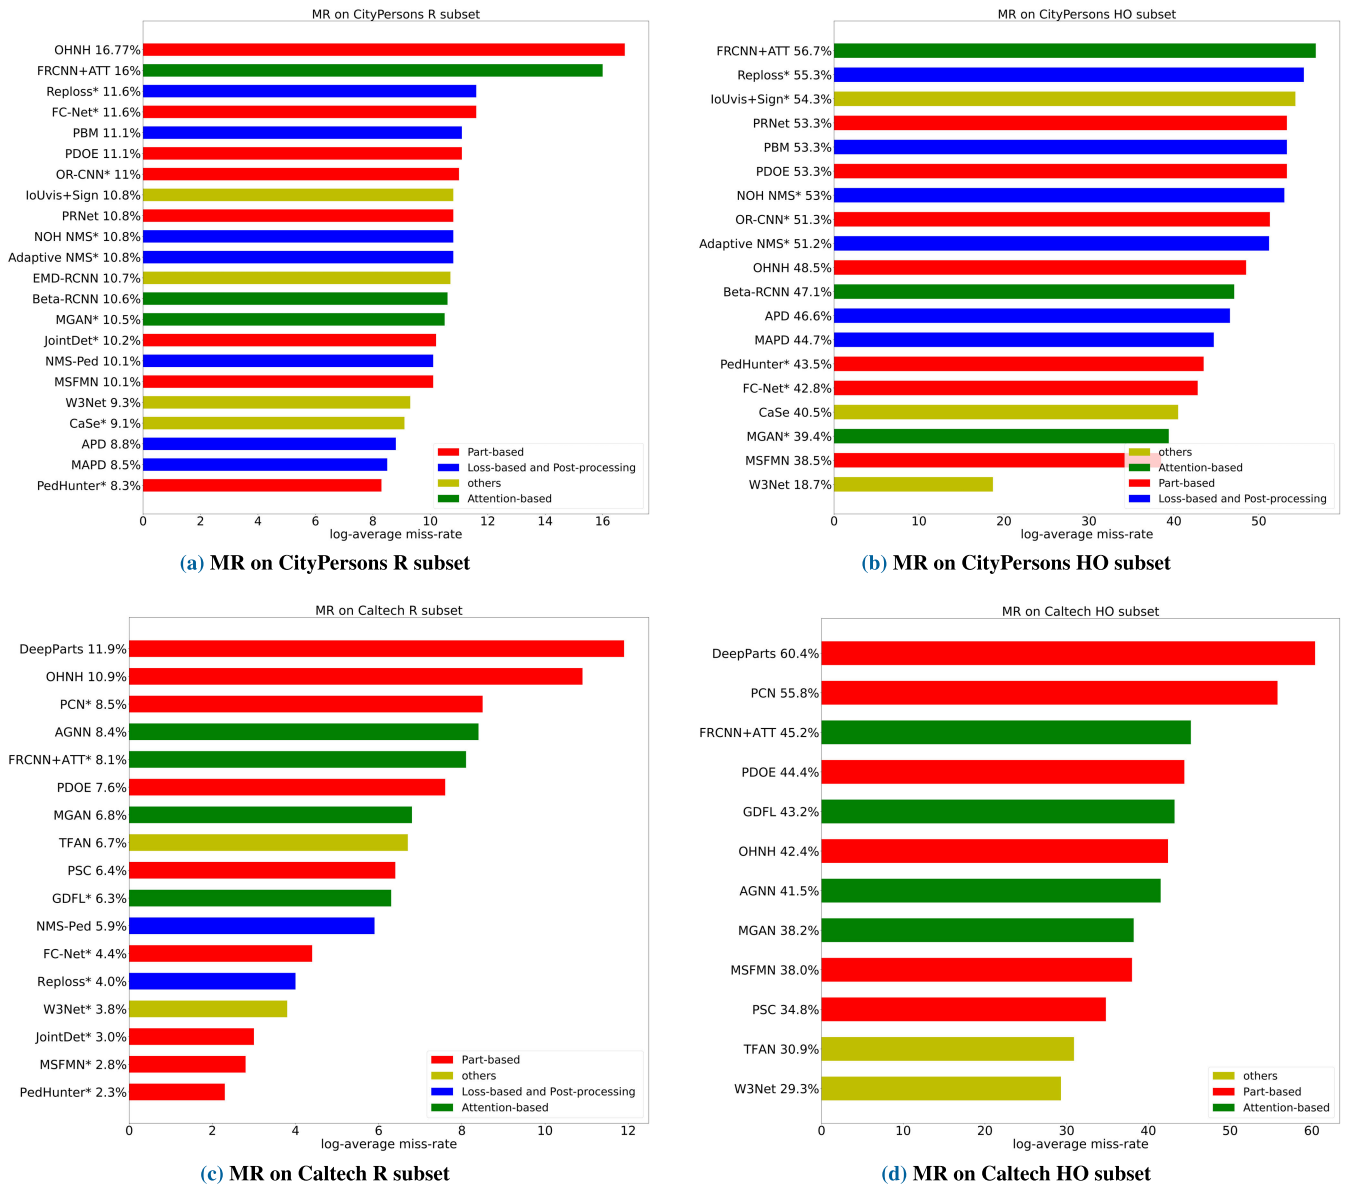 MR on CityPersons R subset
OHNH 16.77%
FRCNN+ATT 16%
Reploss* 11.6%
FC-Net* 11.6%
PBM 11.1%
PDOE 11.1%
OR-CNN* 11%
IoUvis+Sign 10.8%
PRNet 10.8%
NOH NMS* 10.8%
Adaptive NMS* 10.8%
EMD-RCNN 10.7%
Beta-RCNN 10.6%
MGAN* 10.5%
JointDet* 10.2%
NMS-Ped 10.1%
MSFMN 10.1%
W3Net 9.3%
CaSe* 9.1%
APD 8.8%
MAPD 8.5%
PedHunter* 8.3%
Part-based
Loss-based and Post-processing
others
Attention-based
0 2 4 6 8 10 12 14 16
log-average miss-rate
(a) MR on CityPersons R subset
MR on CityPersons HO subset
FRCNN+ATT 56.7%
Reploss* 55.3%
IoUvis+Sign* 54.3%
PRNet 53.3%
PBM 53.3%
PDOE 53.3%
NOH NMS* 53%
OR-CNN* 51.3%
Adaptive NMS* 51.2%
OHNH 48.5%
Beta-RCNN 47.1%
APD 46.6%
MAPD 44.7%
PedHunter* 43.5%
FC-Net* 42.8%
CaSe 40.5%
MGAN* 39.4%
MSFMN 38.5%
W3Net 18.7%
others
Attention-based
Part-based
Loss-based and Post-processing
0 10 20 30 40 50
log-average miss-rate
(b) MR on CityPersons HO subset
MR on Caltech R subset
DeepParts 11.9%
OHNH 10.9%
PCN* 8.5%
AGNN 8.4%
FRCNN+ATT* 8.1%
PDOE 7.6%
MGAN 6.8%
TFAN 6.7%
PSC 6.4%
GDFL* 6.3%
NMS-Ped 5.9%
FC-Net* 4.4%
Reploss* 4.0%
W3Net* 3.8%
JointDet* 3.0%
MSFMN* 2.8%
PedHunter* 2.3%
Part-based
others
Loss-based and Post-processing
Attention-based
0 2 4 6 8 10 12
log-average miss-rate
(c) MR on Caltech R subset
MR on Caltech HO subset
DeepParts 60.4%
PCN 55.8%
FRCNN+ATT 45.2%
PDOE 44.4%
GDFL 43.2%
OHNH 42.4%
AGNN 41.5%
MGAN 38.2%
MSFMN 38.0%
PSC 34.8%
TFAN 30.9%
W3Net 29.3%
others
Part-based
Attention-based
0 10 20 30 40 50 60
log-average miss-rate
(d) MR on Caltech HO subset